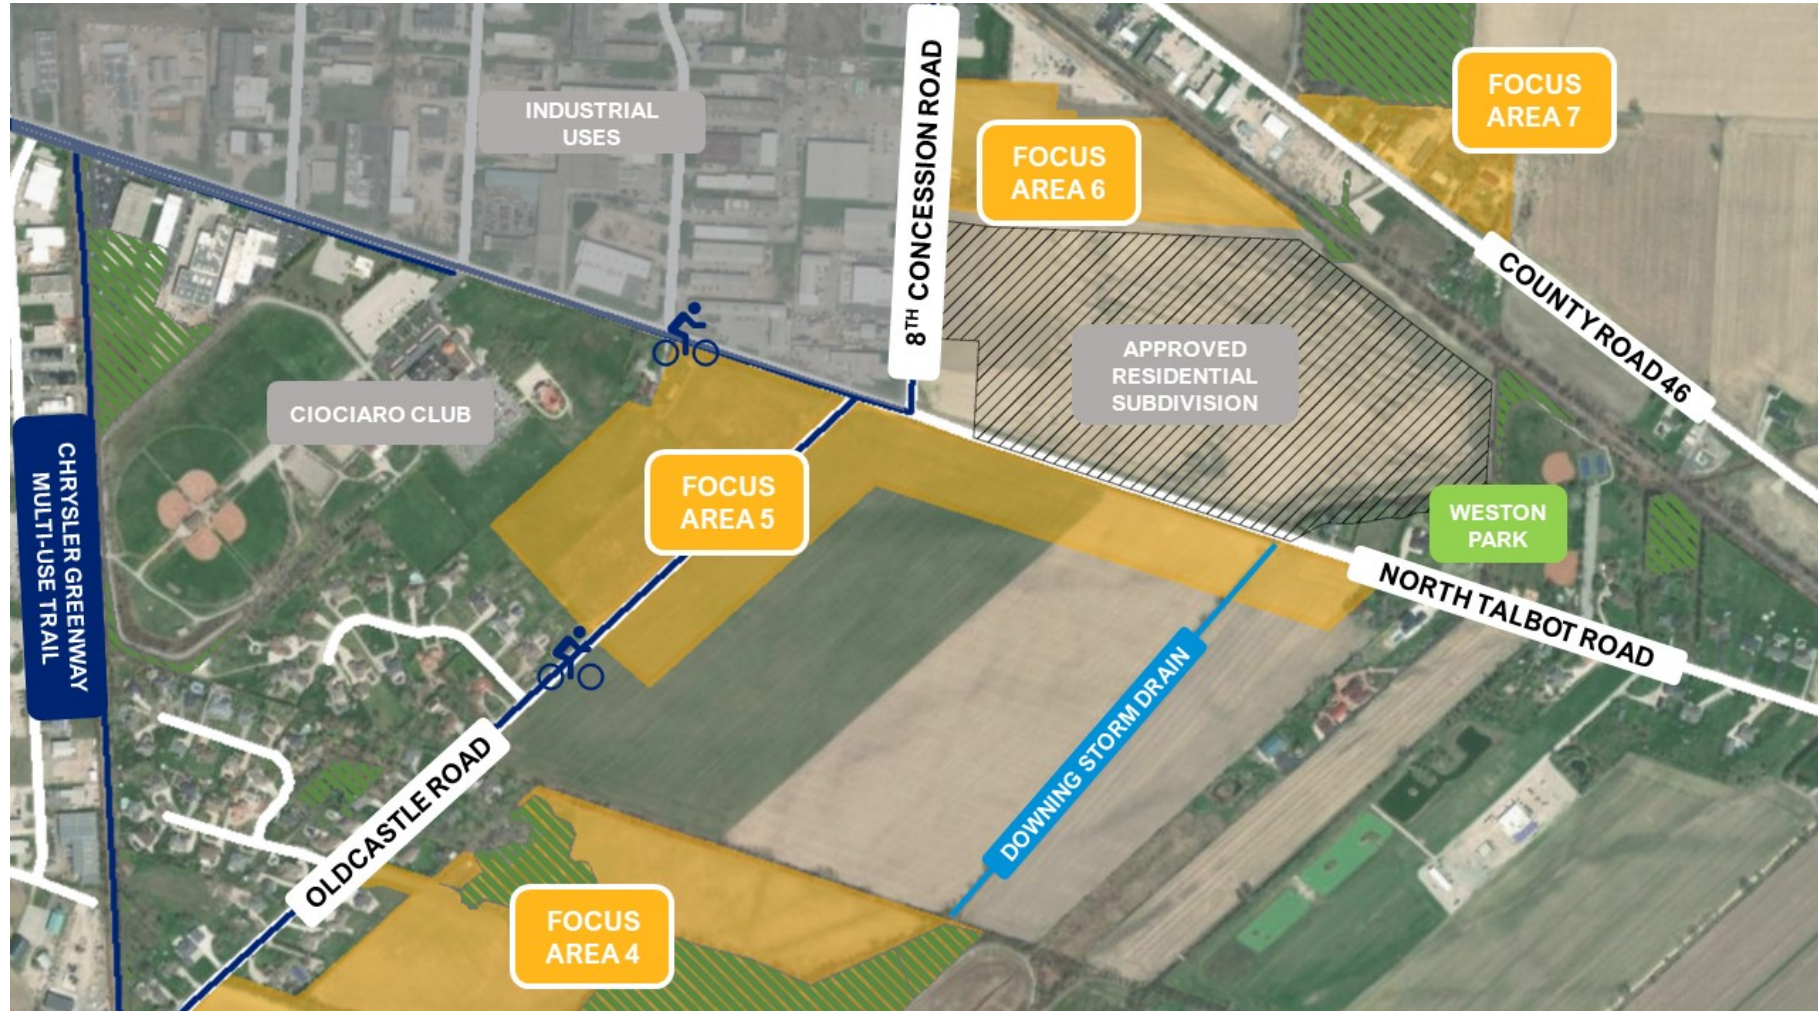 INDUSTRIAL
USES
8TH CONCESSION ROAD
FOCUS
AREA 6
FOCUS
AREA 7
COUNTY ROAD 46
APPROVED
RESIDENTIAL
SUBDIVISION
CIOCIARO CLUB
CHRYSLER GREENWAY
MULTI-USE TRAIL
FOCUS
AREA 5
WESTON
PARK
NORTH TALBOT ROAD
DOWNING STORM DRAIN
OLDCASTLE ROAD
FOCUS
AREA 4